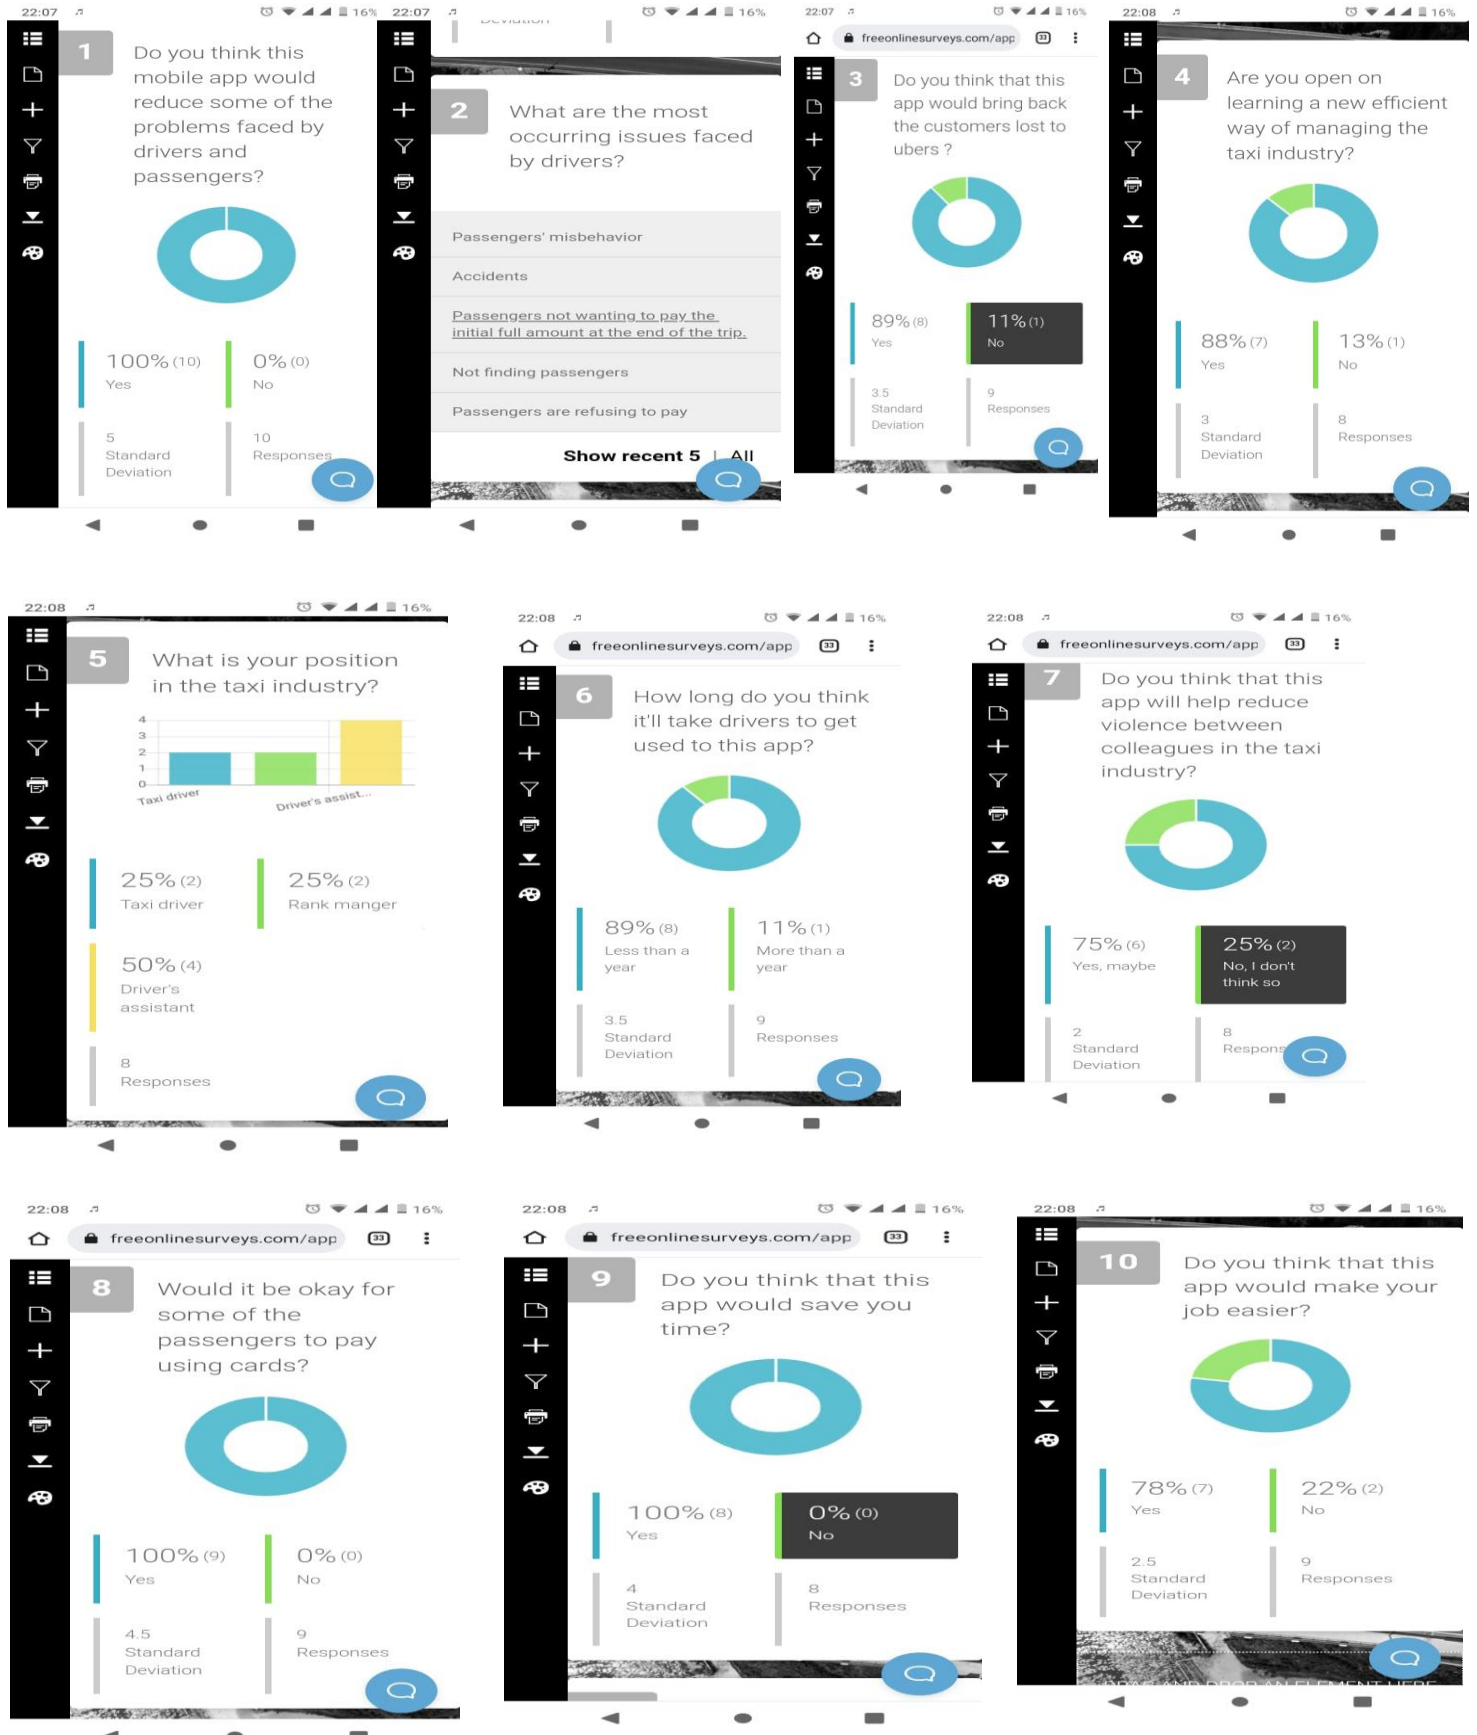 22:07
16%
1
Do you think this
mobile app would
reduce some of the
problems faced by
drivers and
passengers?
100% (10)
Yes
0% (0)
No
5
Standard
Deviation
10
Responses
22:07
16%
Deviation
2
What are the most
occurring issues faced
by drivers?
Passengers' misbehavior
Accidents
Passengers not wanting to pay the
initial full amount at the end of the trip.
Not finding passengers
Passengers are refusing to pay
Show recent 5 | All
22:07
16%
freeonlinesurveys.com/app
33
3
Do you think that this
app would bring back
the customers lost to
ubers ?
89% (8)
Yes
11% (1)
No
3.5
Standard
Deviation
9
Responses
22:08
16%
4
Are you open on
learning a new efficient
way of managing the
taxi industry?
88% (7)
Yes
13% (1)
No
3
Standard
Deviation
8
Responses
22:08
16%
5
What is your position
in the taxi industry?
4
3
2
1
0
Taxi driver
Driver's assist...
25% (2)
Taxi driver
25% (2)
Rank manger
50% (4)
Driver's
assistant
8
Responses
22:08
16%
freeonlinesurveys.com/app
33
6
How long do you think
it'll take drivers to get
used to this app?
89% (8)
Less than a
year
11% (1)
More than a
year
3.5
Standard
Deviation
9
Responses
22:08
16%
freeonlinesurveys.com/app
33
7
Do you think that this
app will help reduce
violence between
colleagues in the taxi
industry?
75% (6)
Yes, maybe
25% (2)
No, I don't
think so
2
Standard
Deviation
8
Respons
22:08
16%
freeonlinesurveys.com/app
33
8
Would it be okay for
some of the
passengers to pay
using cards?
100% (9)
Yes
0% (0)
No
4.5
Standard
Deviation
9
Responses
22:08
16%
freeonlinesurveys.com/app
33
9
Do you think that this
app would save you
time?
100% (8)
Yes
0% (0)
No
4
Standard
Deviation
8
Responses
22:08
16%
10
Do you think that this
app would make your
job easier?
78% (7)
Yes
22% (2)
No
2.5
Standard
Deviation
9
Responses
DRAG AND DROP AN ELEMENT HERE